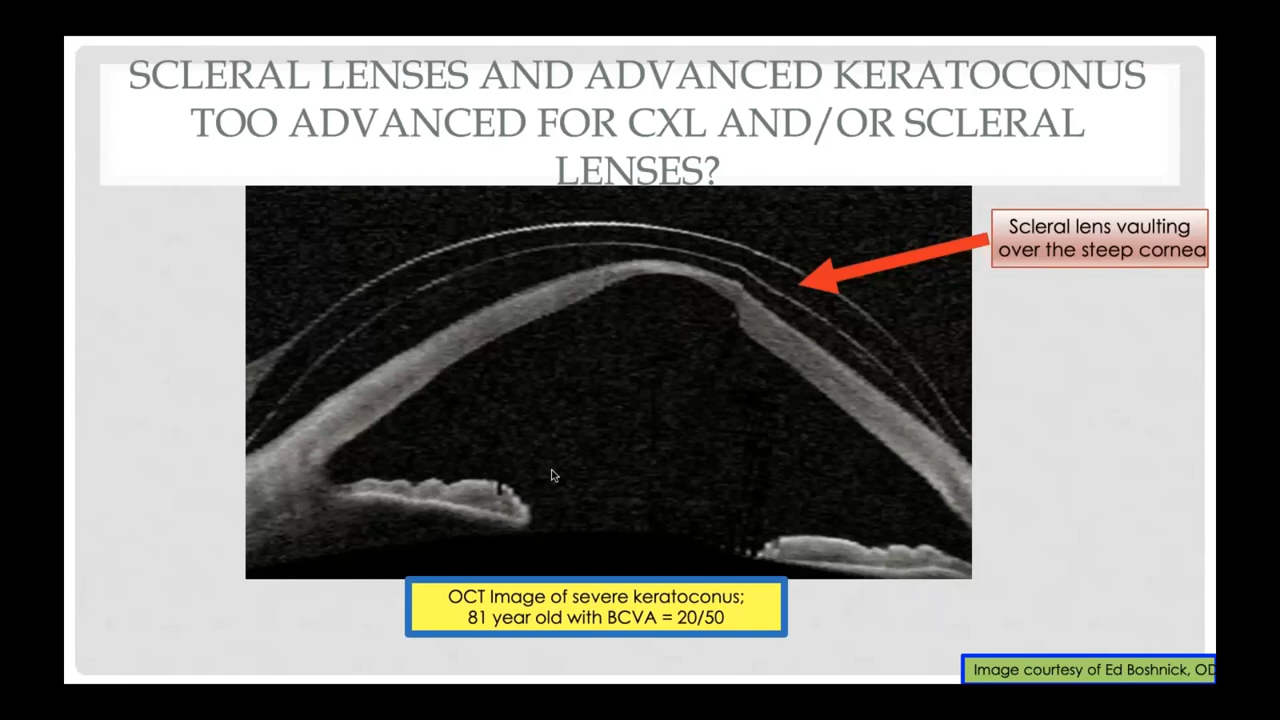 SCLERAL LENSES AND ADVANCED KERATOCONUS
TOO ADVANCED FOR CXL AND/OR SCLERAL
LENSES?
Scleral lens vaulting
over the steep cornea
OCT Image of severe keratoconus;
81 year old with BCVA = 20/50
Image courtesy of Ed Boshnick, OD